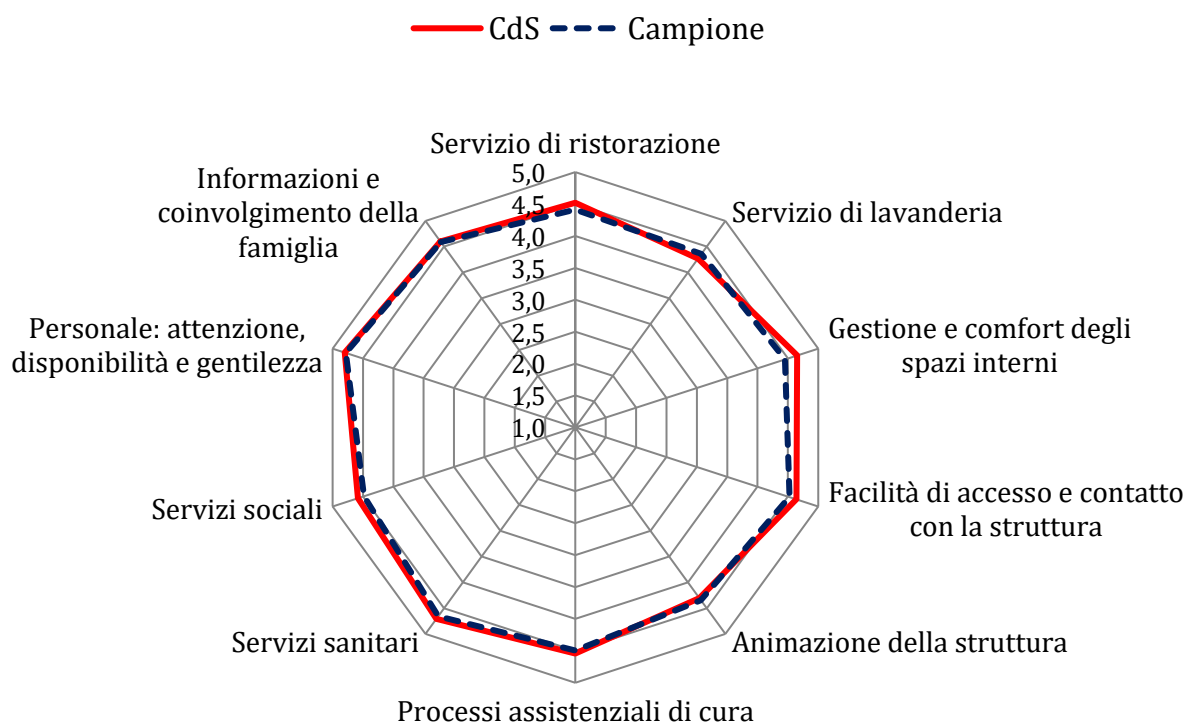 CdS Campione
Servizio di ristorazione
5,0
4,5
4,0
3,5
3,0
2,5
2,0
1,5
1,0
Servizio di lavanderia
Gestione e comfort degli
spazi interni
Facilità di accesso e contatto
con la struttura
Animazione della struttura
Processi assistenziali di cura
Servizi sanitari
Servizi sociali
Personale: attenzione,
disponibilità e gentilezza
Informazioni e
coinvolgimento della
famiglia